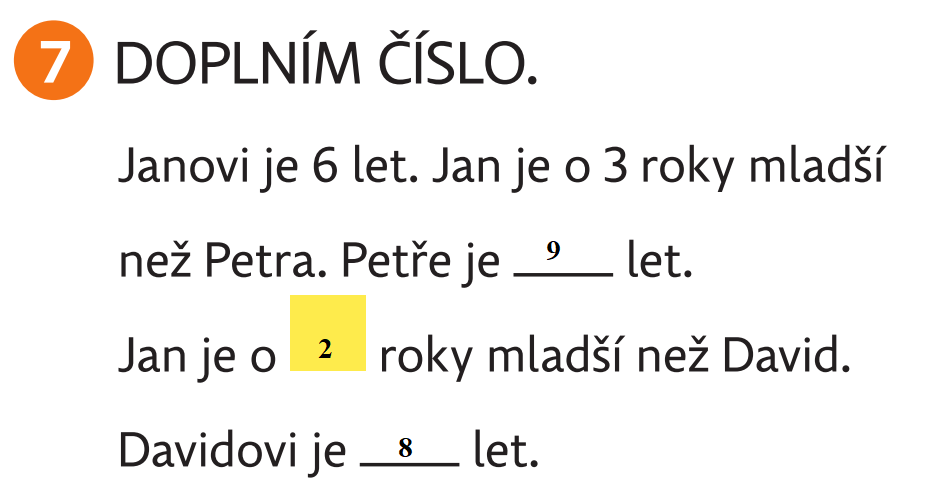 7 DOPLNÍM ČÍSLO.
Janovi je 6 let. Jan je o 3 roky mladší
než Petra. Petře je 9 let.
Jan je o 2 roky mladší než David.
Davidovi je 8 let.